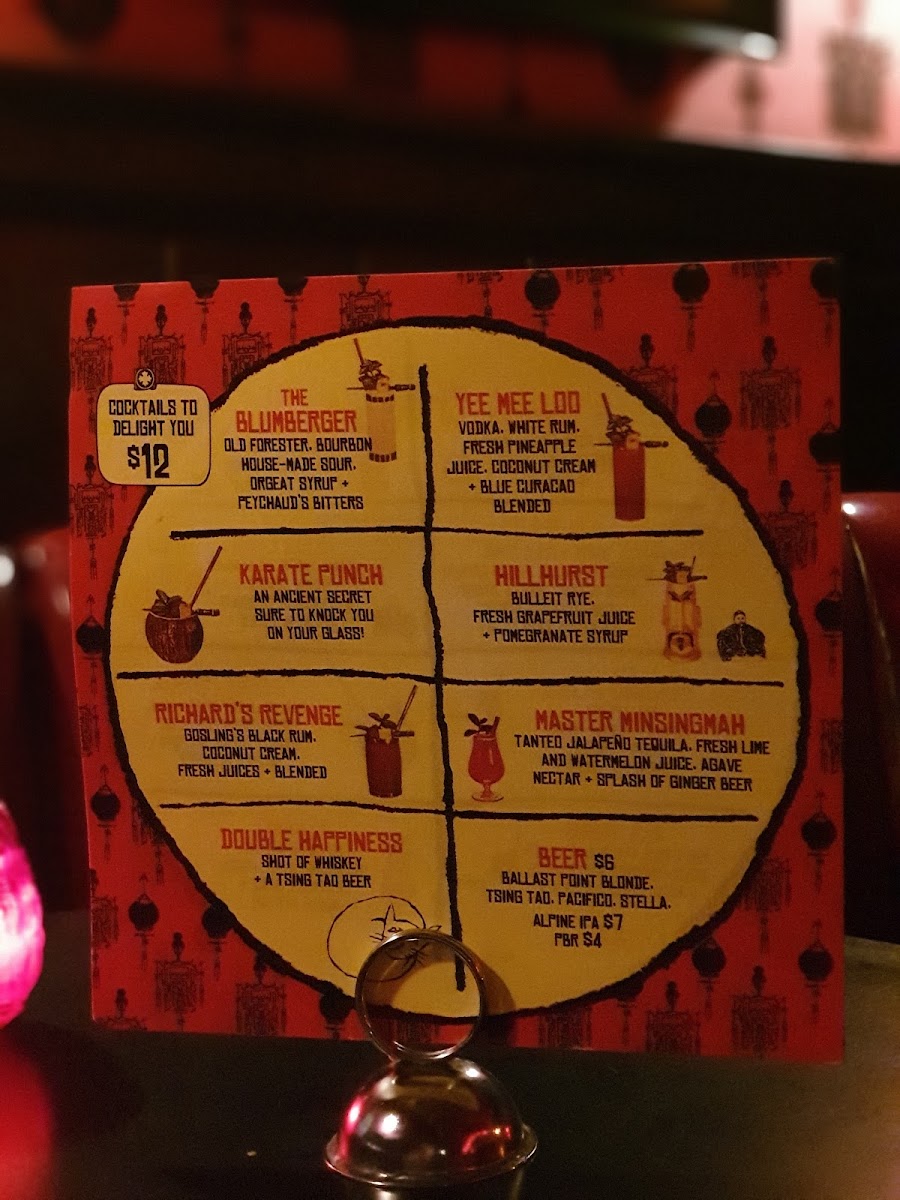 COCKTAILS TO
DELIGHT YOU
$12
THE
BLUMBERGER
OLD FORESTER, BOURBON
HOUSE-MADE SOUR,
ORGEAT SYRUP +
PEYCHAUD'S BITTERS
YEE MEE LOO
VODKA, WHITE RUM,
FRESH PINEAPPLE
JUICE, COCONUT CREAM
+ BLUE CURACAO
BLENDED
KARATE PUNCH
AN ANCIENT SECRET
SURE TO KNOCK YOU
ON YOUR GLASS!
HILLHURST
BULLEIT RYE,
FRESH GRAPEFRUIT JUICE
+ POMEGRANATE SYRUP
RICHARD'S REVENGE
GOSLING'S BLACK RUM,
COCONUT CREAM,
FRESH JUICES + BLENDED
MASTER MINSINGMAH
TANTEO JALAPEÑO TEQUILA, FRESH LIME
AND WATERMELON JUICE, AGAVE
NECTAR + SPLASH OF GINGER BEER
DOUBLE HAPPINESS
SHOT OF WHISKEY
+ A TSING TAO BEER
BEER $6
BALLAST POINT BLONDE,
TSING TAO, PACIFICO, STELLA,
ALPINE IPA $7
PBR $4